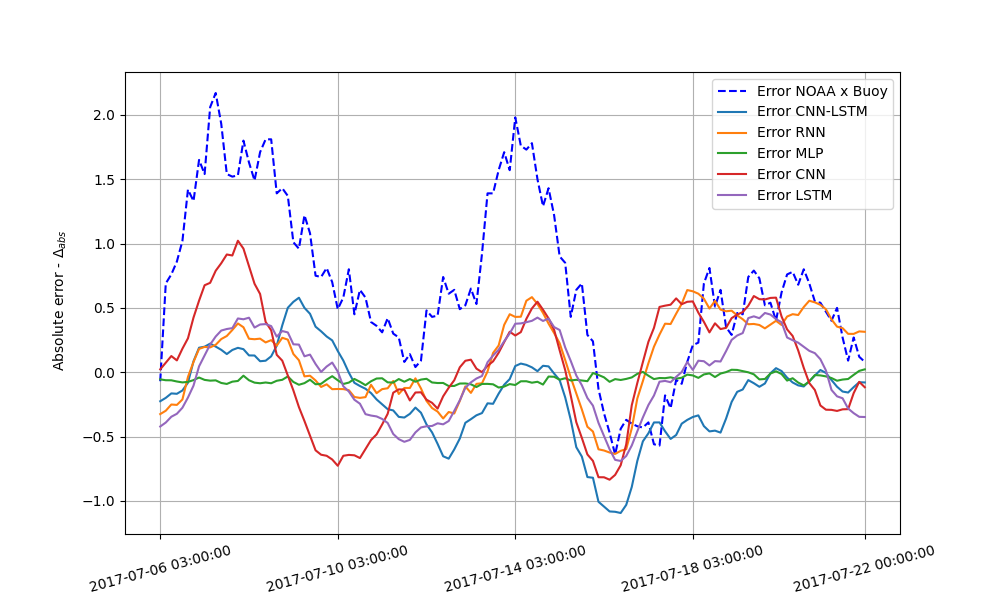 Error NOAA x Buoy
Error CNN-LSTM
Error RNN
Error MLP
Error CNN
Error LSTM
Absolute error - Δabs
2.0
1.5
1.0
0.5
0.0
−0.5
−1.0
2017-07-06 03:00:00
2017-07-10 03:00:00
2017-07-14 03:00:00
2017-07-18 03:00:00
2017-07-22 00:00:00